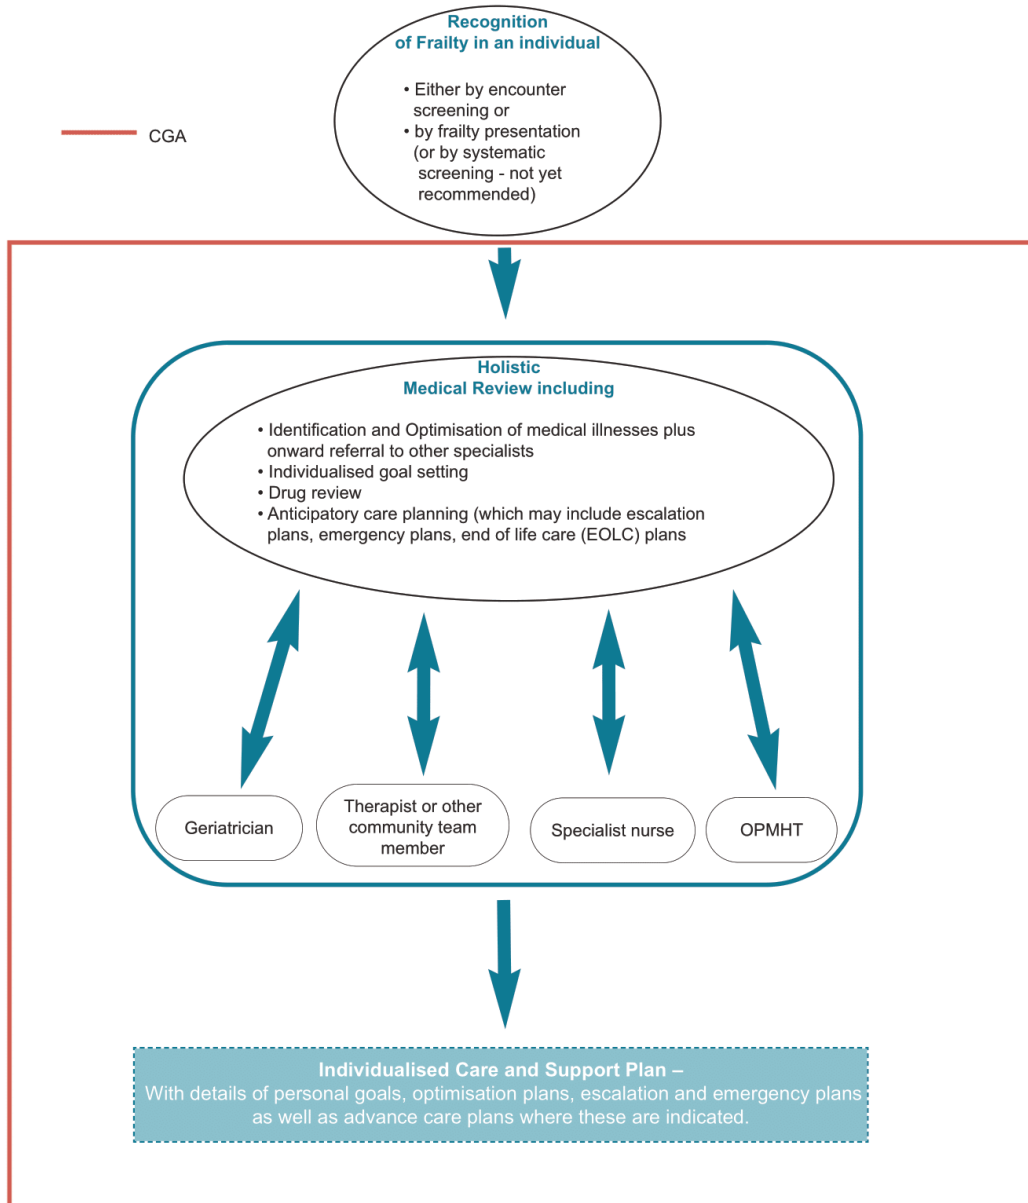 Recognition
of Frailty in an individual
• Either by encounter
screening or
• by frailty presentation
(or by systematic
screening - not yet
recommended)
CGA
Holistic
Medical Review including
• Identification and Optimisation of medical illnesses plus
onward referral to other specialists
• Individualised goal setting
• Drug review
• Anticipatory care planning (which may include escalation
plans, emergency plans, end of life care (EOLC) plans
Geriatrician
Therapist or other
community team
member
Specialist nurse
OPMHT
Individualised Care and Support Plan –
With details of personal goals, optimisation plans, escalation and emergency plans
as well as advance care plans where these are indicated.